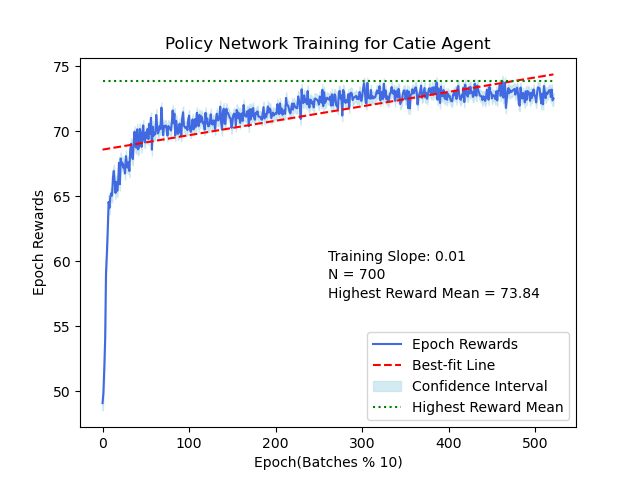 Policy Network Training for Catie Agent
75
70
65
60
55
50
Epoch Rewards
Training Slope: 0.01
N = 700
Highest Reward Mean = 73.84
Epoch Rewards
Best-fit Line
Confidence Interval
Highest Reward Mean
0 100 200 300 400 500
Epoch(Batches % 10)